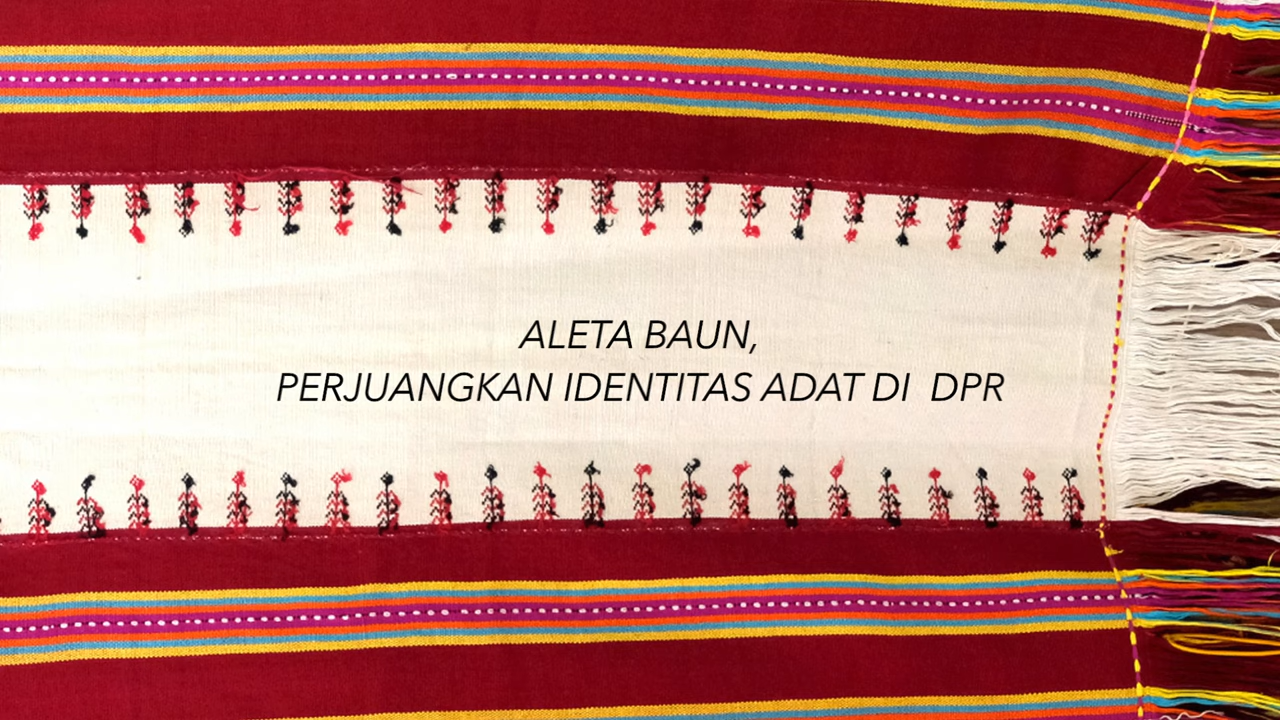 ALETA BAUN,
PERJUANGKAN IDENTITAS ADAT DI DPR